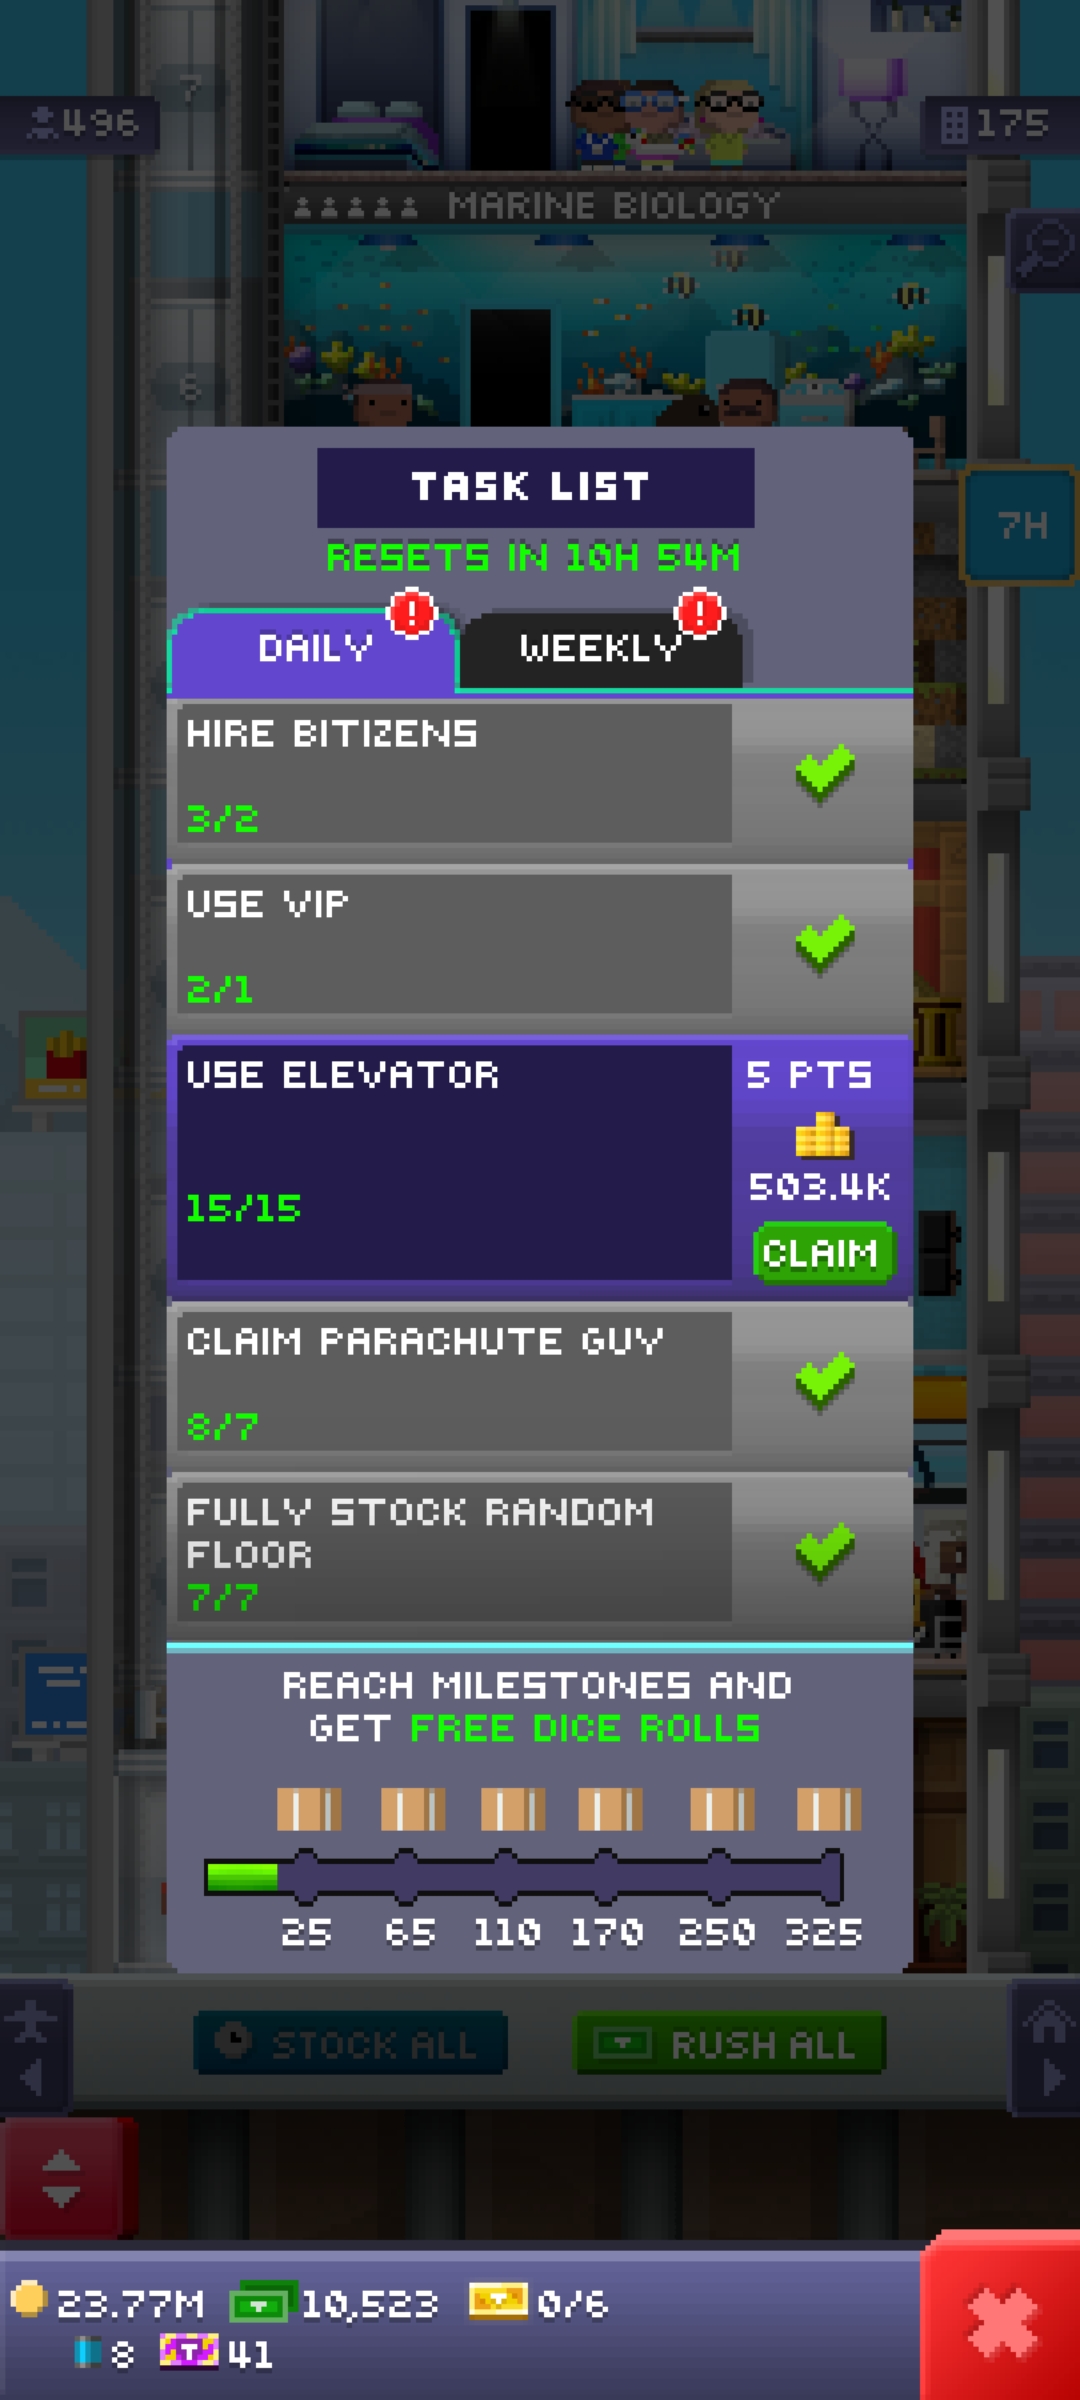 7
496
175
MARINE BIOLOGY
6
TASK LIST
RESETS IN 10H 54M
7H
DAILY
WEEKLY
HIRE BITIZENS
3/2
USE VIP
2/1
USE ELEVATOR
5 PTS
503.4K
15/15
CLAIM
CLAIM PARACHUTE GUY
8/7
FULLY STOCK RANDOM
FLOOR
7/7
REACH MILESTONES AND
GET FREE DICE ROLLS
25 65 110 170 250 325
STOCK ALL
RUSH ALL
23.77M 10,523 0/6
8 41